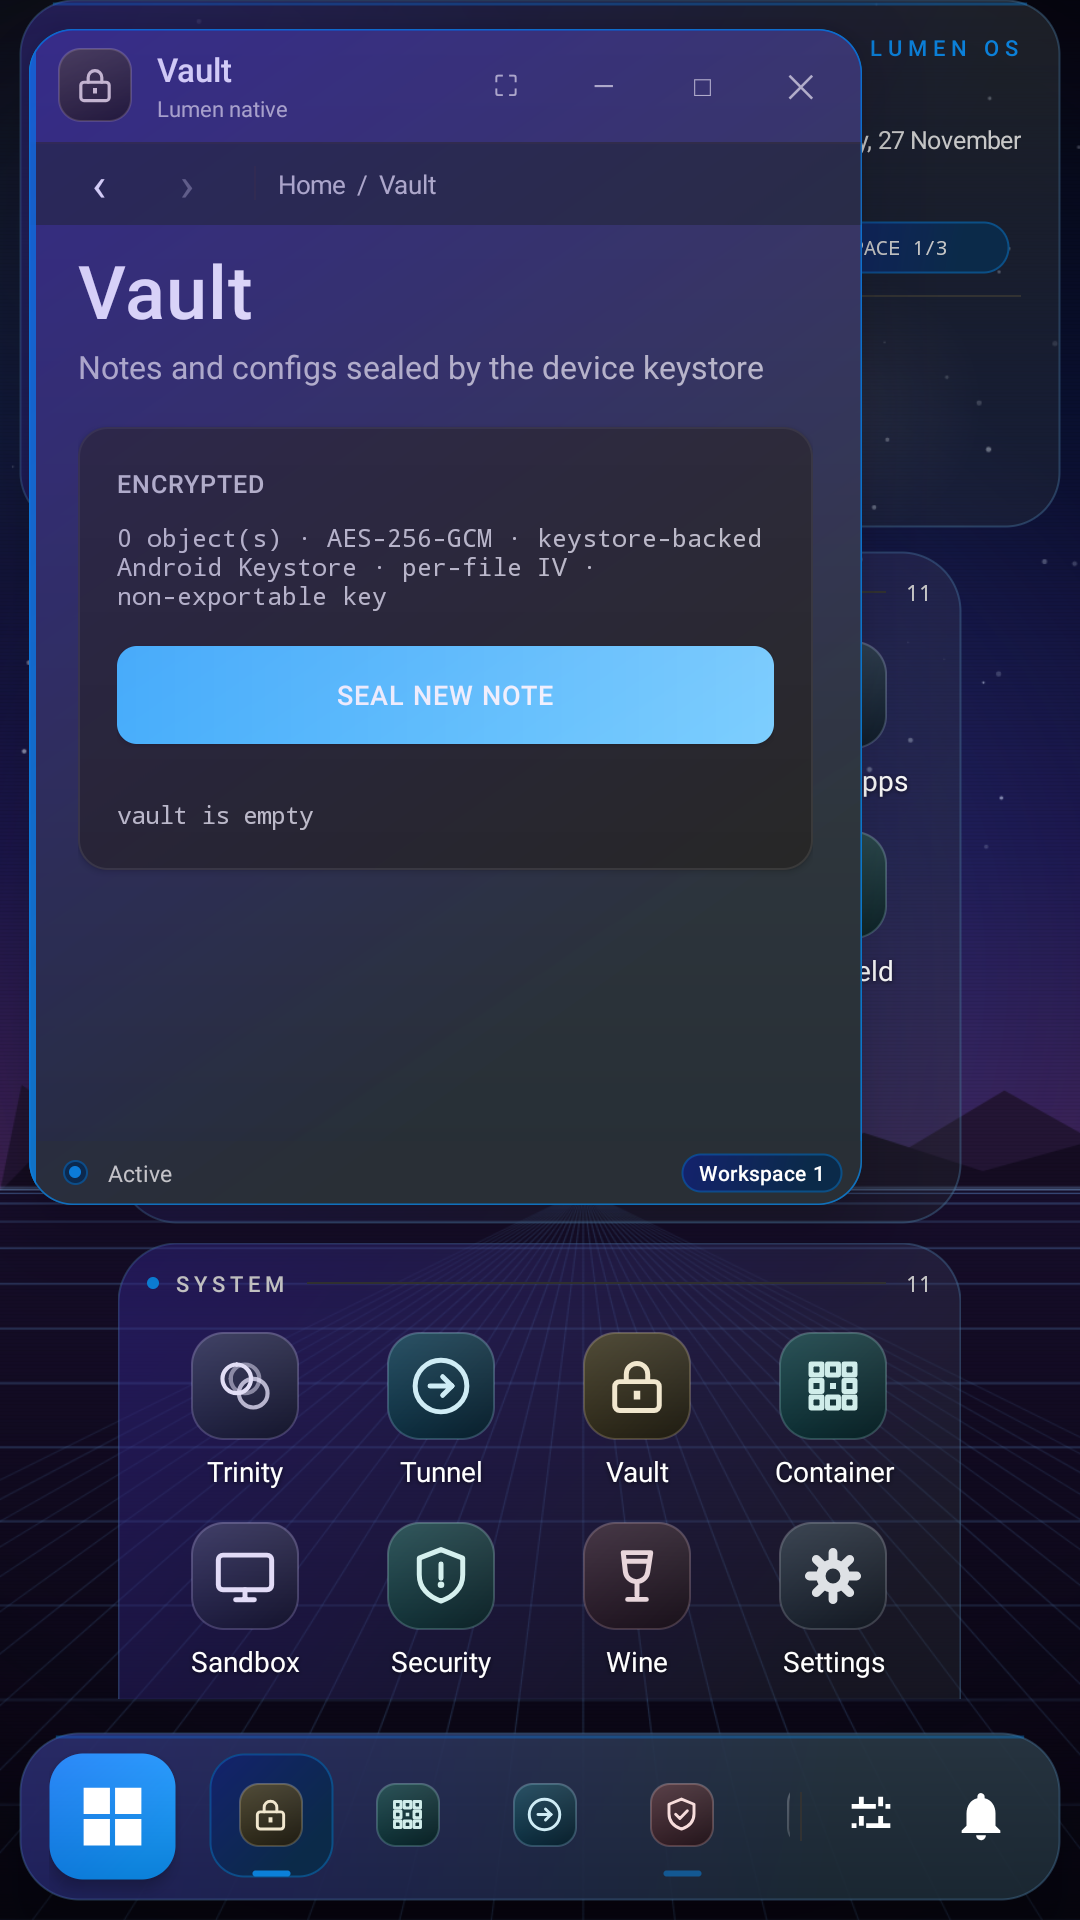 LUMEN OS
Vault
Lumen native
y, 27 November
Home / Vault
PACE 1/3
Vault
Notes and configs sealed by the device keystore
ENCRYPTED
0 object(s) · AES-256-GCM · keystore-backed
Android Keystore · per-file IV ·
non-exportable key
11
SEAL NEW NOTE
pps
vault is empty
eld
Active
Workspace 1
SYSTEM
11
Trinity
Tunnel
Vault
Container
Sandbox
Security
Wine
Settings